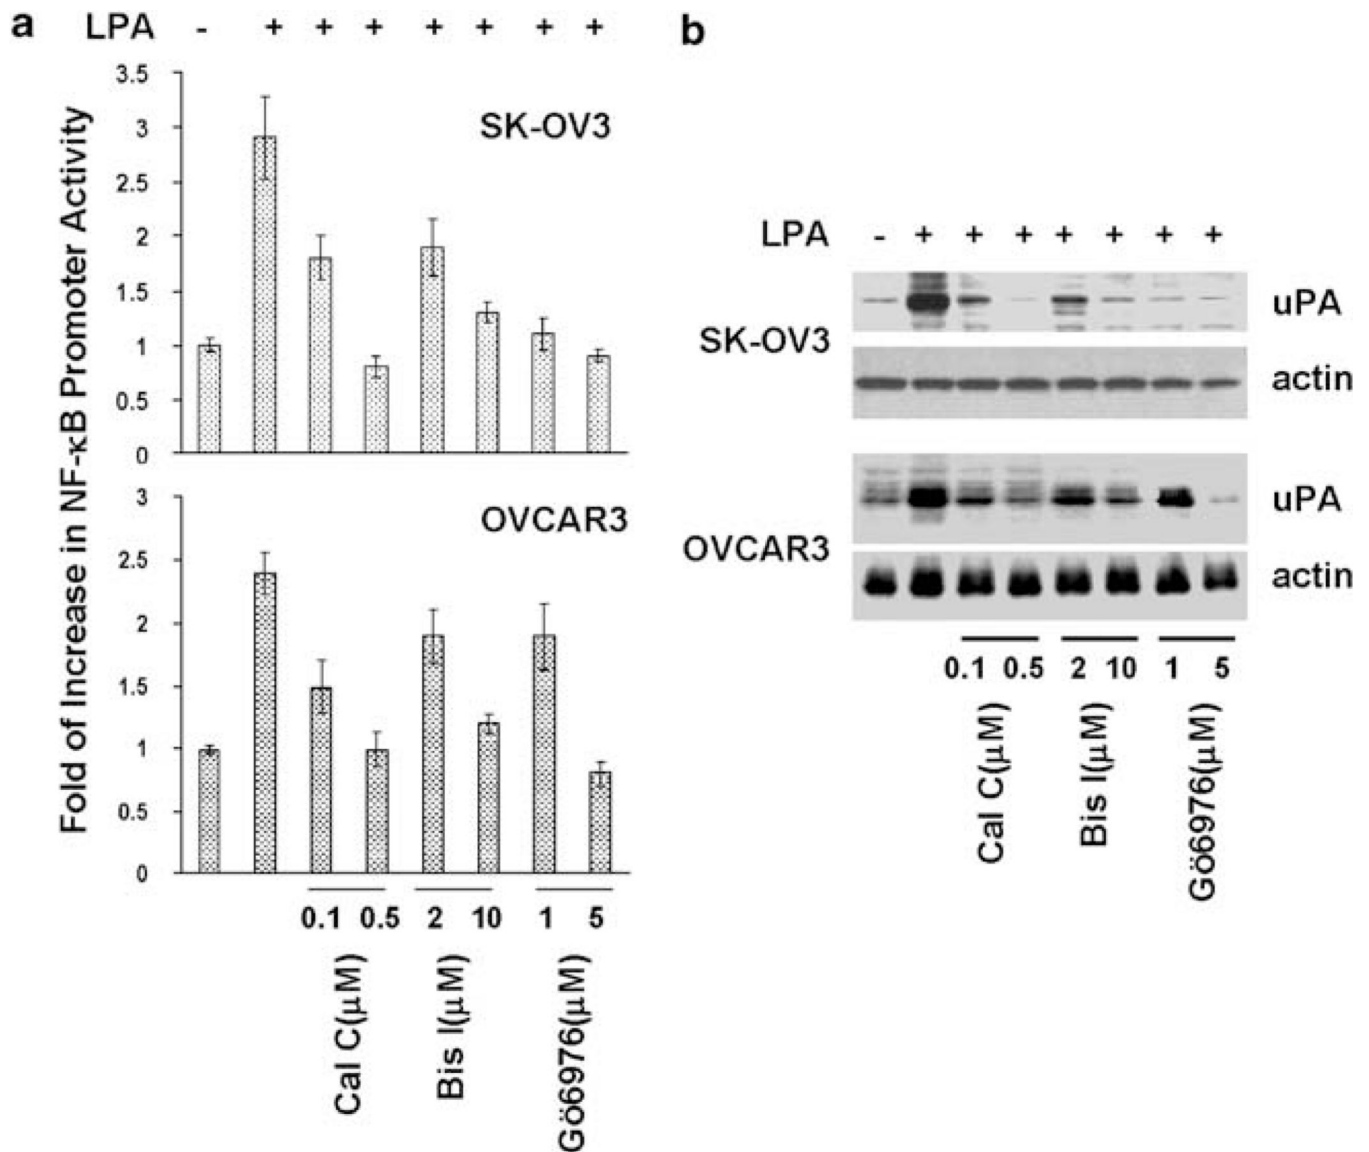 a
LPA - + + + + + + +
Fold of Increase in NF-κB Promoter Activity
3.5
3
2.5
2
1.5
1
0.5
0
SK-OV3
3
2.5
2
1.5
1
0.5
0
OVCAR3
0.1 0.5 2 10 1 5
Cal C(μM)
Bis I(μM)
Gö6976(μM)
b
LPA - + + + + + + +
SK-OV3
uPA
actin
OVCAR3
uPA
actin
0.1 0.5 2 10 1 5
Cal C(μM)
Bis I(μM)
Gö6976(μM)